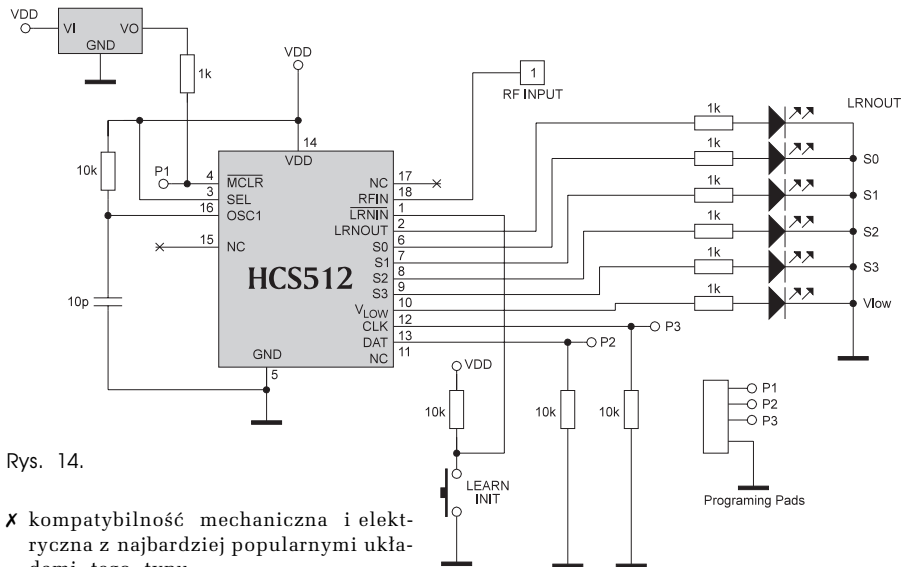 VDD
VI VO
GND
1k
VDD
1
RF INPUT
14
VDD
10k
P1
4 MCLR
3 SEL
16 OSC1
15 NC
HCS512
10p
GND
5
NC 17
RFIN 18
LRNIN 1
LRNOUT 2
S0 6
S1 7
S2 8
S3 9
VLOW 10
CLK 12
DAT 13
NC 11
1k
LRNOUT
1k
S0
1k
S1
1k
S2
1k
S3
1k
Vlow
P3
P2
VDD
10k
10k
10k
LEARN
INIT
P1
P2
P3
Programing Pads
Rys. 14.
✗ kompatybilność mechaniczna i elekt-
ryczna z najbardziej popularnymi ukła-
dami tego typu